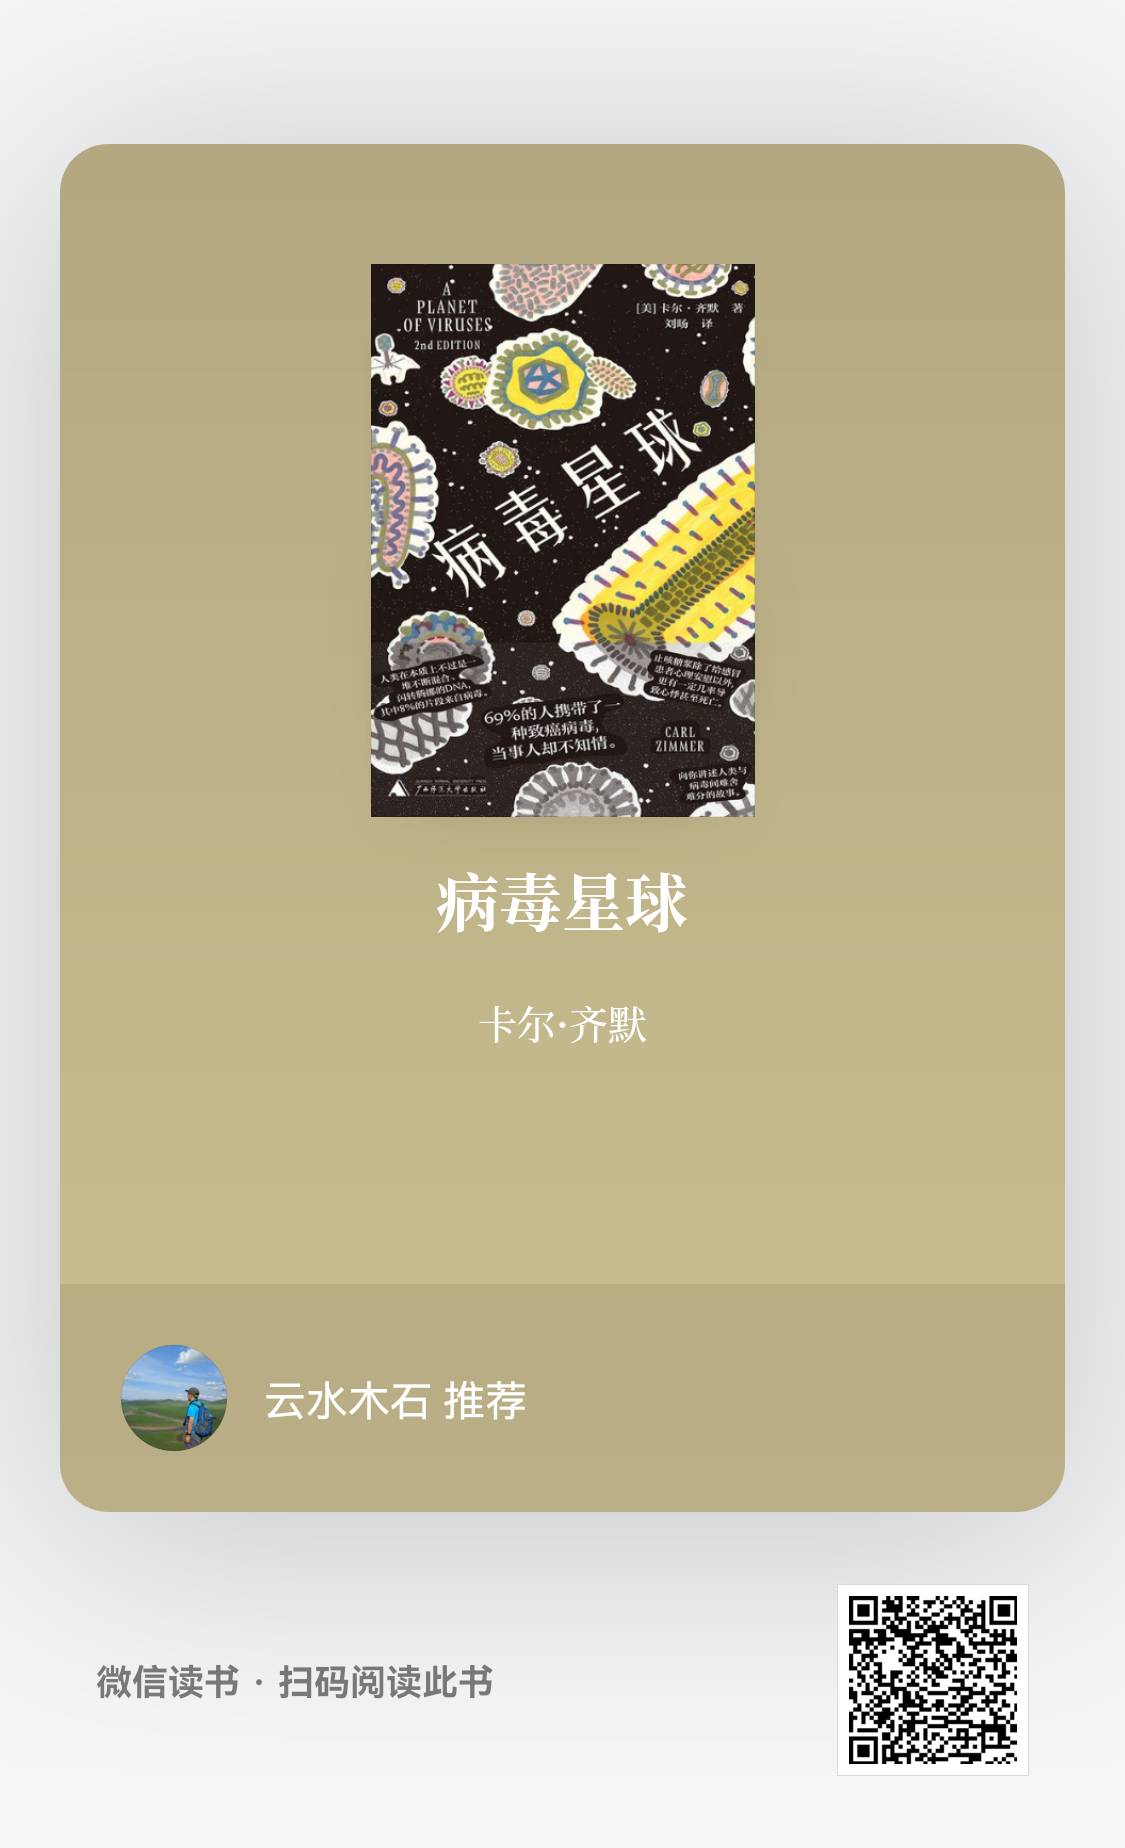 A
PLANET
OF VIRUSES
2nd EDITION
[美]卡尔·齐默 著
刘旸 译
病毒星球
人类在本质上不过是一
堆不断混合、
闪转腾挪的DNA,
其中8%的片段来自病毒。
69%的人携带了一
种致癌病毒,
当事人却不知情。
止咳糖浆除了给感冒
患者心理安慰以外,
更有一定几率导
致心悸甚至死亡。
CARL
ZIMMER
向你讲述人类与
病毒间难舍
难分的故事。
广西师范大学出版社
病毒星球
卡尔·齐默
云水木石 推荐
微信读书 · 扫码阅读此书